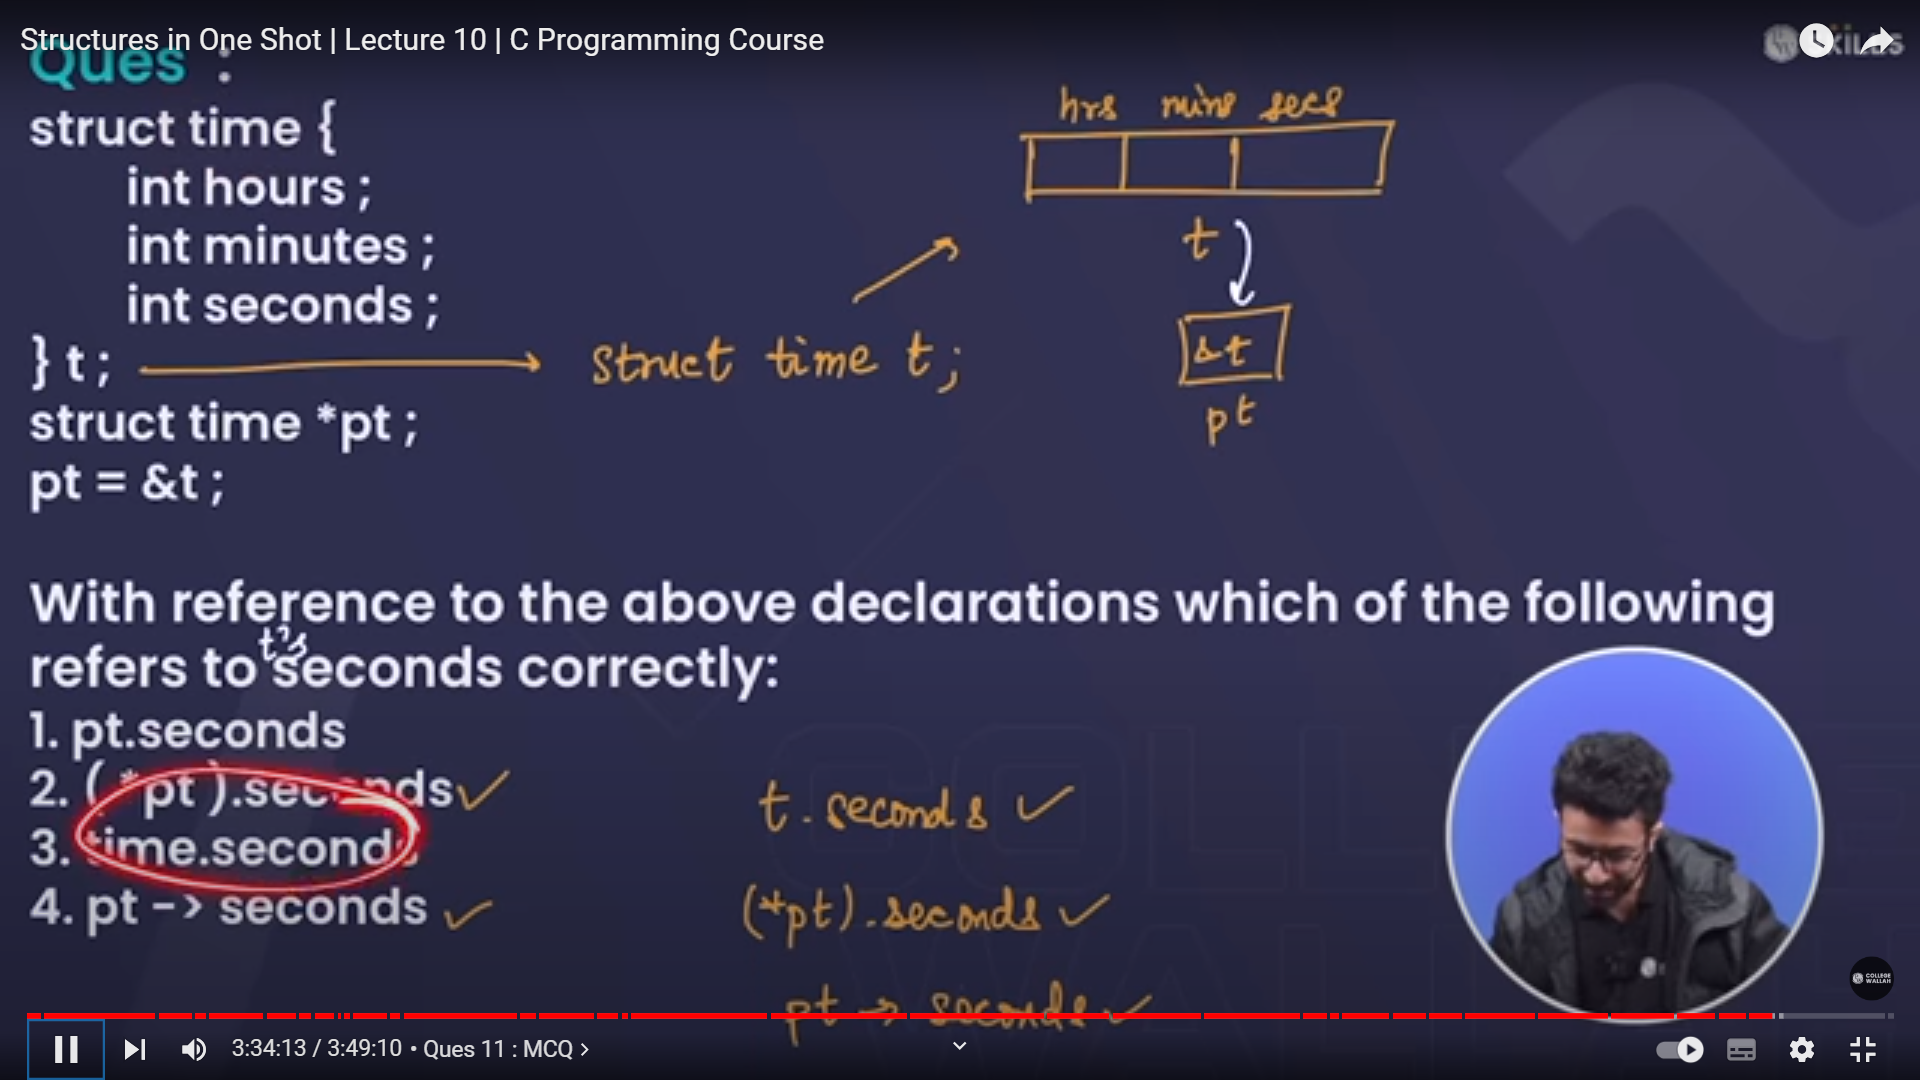 Structures in One Shot | Lecture 10 | C Programming Course
Ques :
struct time {
int hours ;
int minutes ;
int seconds ;
} t ;
struct time *pt ;
pt = &t ;
hrs mins secs
t
struct time t ;
&t
pt
With reference to the above declarations which of the following
t's
refers to seconds correctly:
1. pt.seconds
2. ( *pt ).seconds ✓
3. time.seconds
4. pt -> seconds ✓
t. seconds ✓
(*pt).seconds ✓
pt -> seconds ✓
COLLEGE
WALLAH
3:34:13 / 3:49:10 • Ques 11 : MCQ >